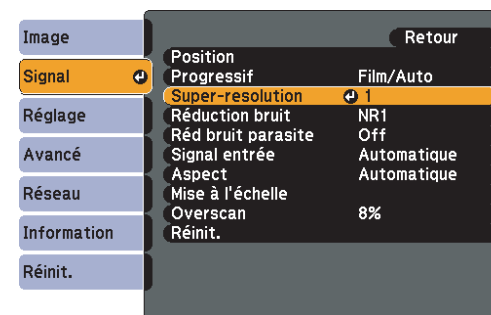 Image
Signal
Réglage
Avancé
Réseau
Information
Réinit.
Retour
Position
Progressif Film/Auto
Super-resolution 1
Réduction bruit NR1
Réd bruit parasite Off
Signal entrée Automatique
Aspect Automatique
Mise à l'échelle
Overscan 8%
Réinit.